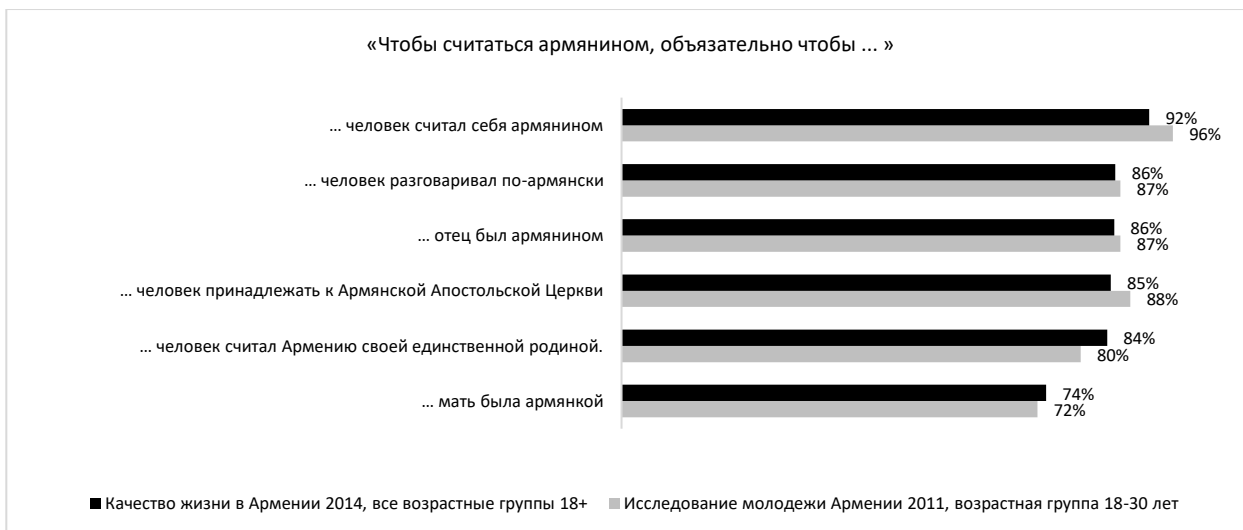 «Чтобы считаться армянином, объязательно чтобы ... »
... человек считал себя армянином
92%
96%
... человек разговаривал по-армянски
86%
87%
... отец был армянином
86%
87%
... человек принадлежать к Армянской Апостольской Церкви
85%
88%
... человек считал Армению своей единственной родиной.
84%
80%
... мать была армянкой
74%
72%
Качество жизни в Армении 2014, все возрастные группы 18+ Исследование молодежи Армении 2011, возрастная группа 18-30 лет